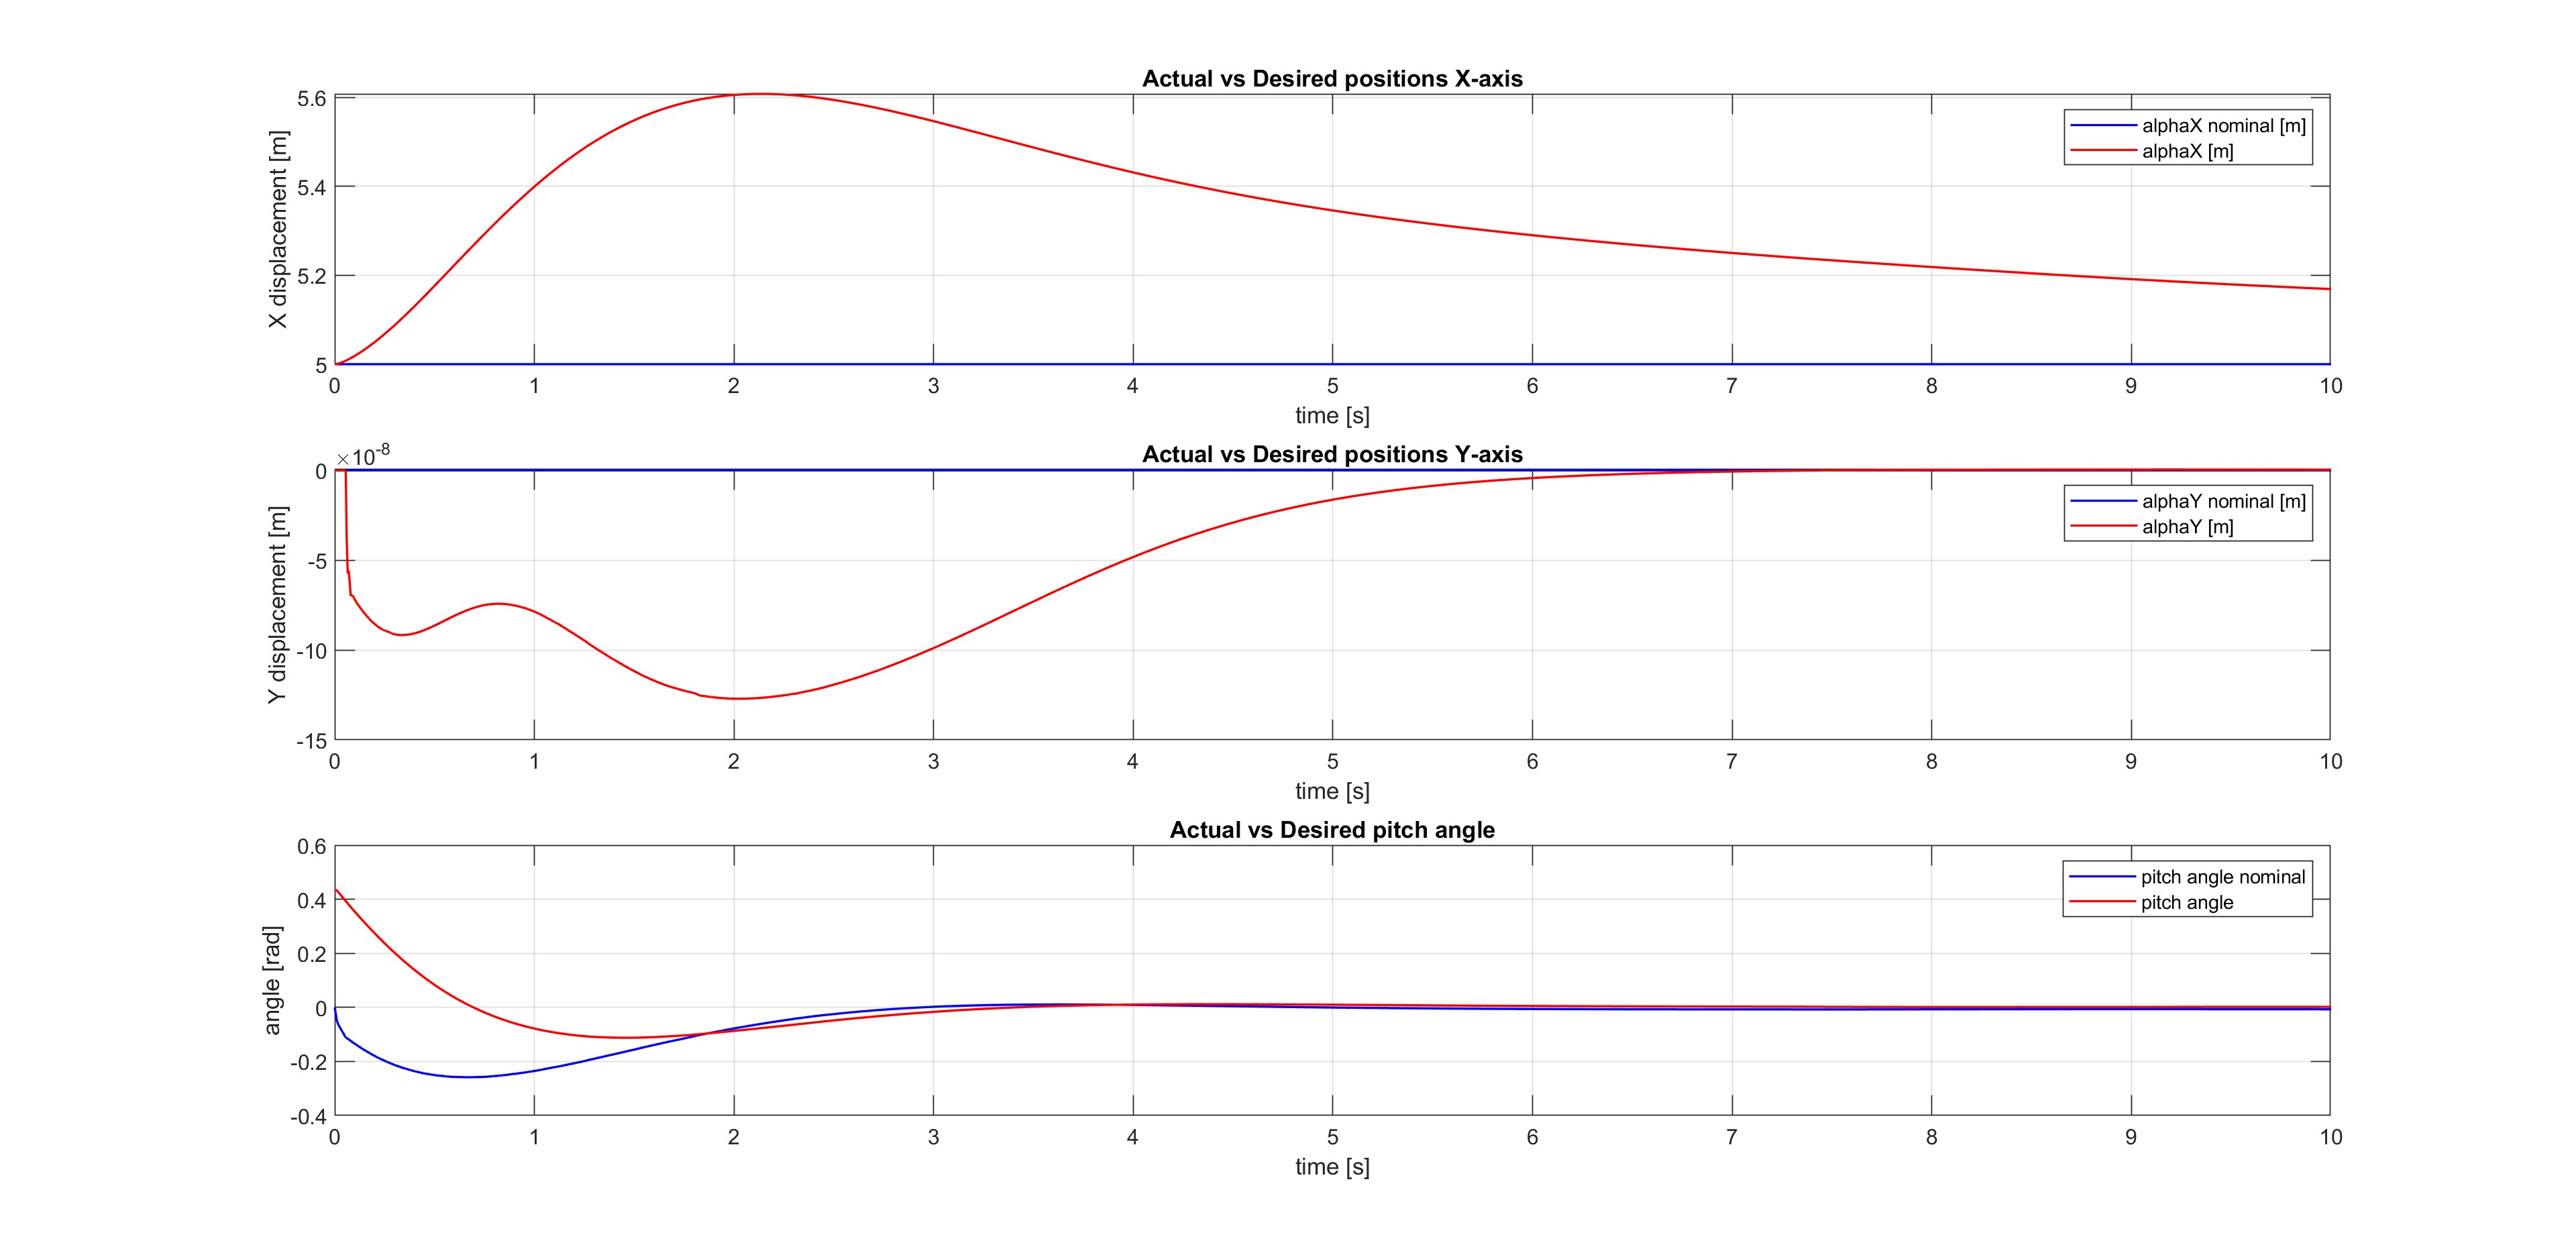 Actual vs Desired positions X-axis
X displacement [m]
5.6
5.4
5.2
5
alphaX nominal [m]
alphaX [m]
0 1 2 3 4 5 6 7 8 9 10
time [s]
Actual vs Desired positions Y-axis
×10-8
Y displacement [m]
0
-5
-10
-15
alphaY nominal [m]
alphaY [m]
0 1 2 3 4 5 6 7 8 9 10
time [s]
Actual vs Desired pitch angle
angle [rad]
0.6
0.4
0.2
0
-0.2
-0.4
pitch angle nominal
pitch angle
0 1 2 3 4 5 6 7 8 9 10
time [s]